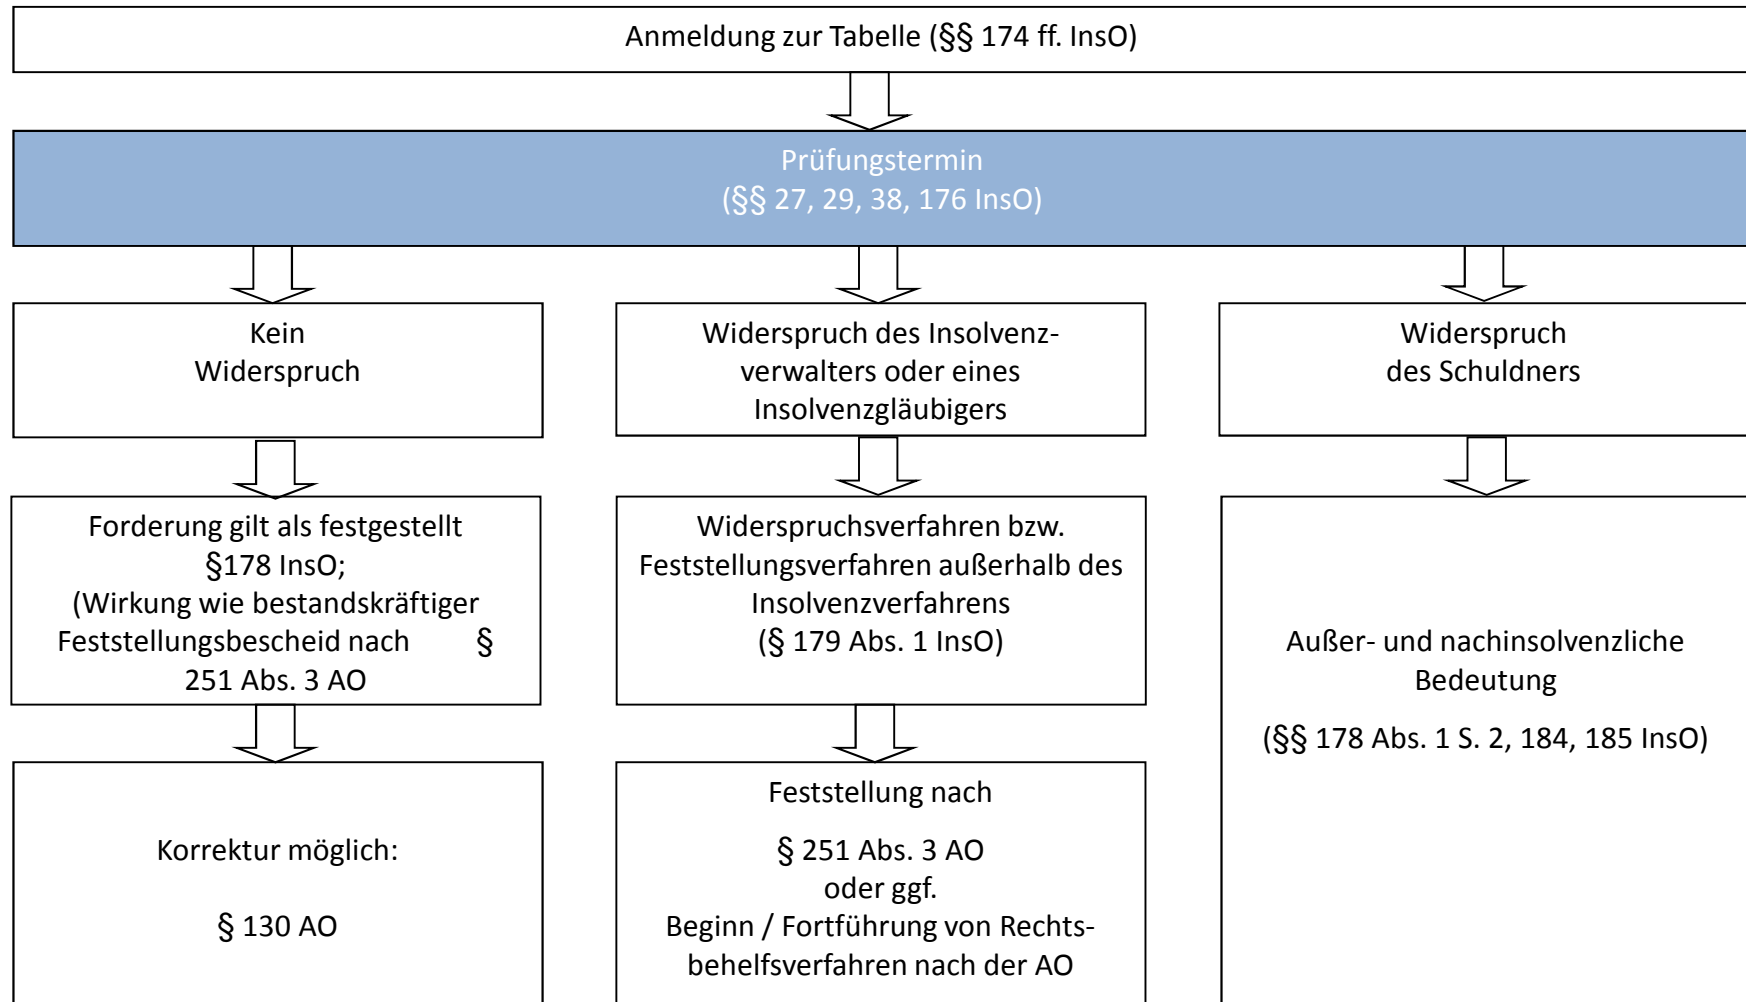 Anmeldung zur Tabelle (§§ 174 ff. InsO)
Prüfungstermin
(§§ 27, 29, 38, 176 InsO)
Kein
Widerspruch
Widerspruch des Insolvenz-
verwalters oder eines
Insolvenzgläubigers
Widerspruch
des Schuldners
Forderung gilt als festgestellt
§178 InsO;
(Wirkung wie bestandskräftiger
Feststellungsbescheid nach §
251 Abs. 3 AO
Widerspruchsverfahren bzw.
Feststellungsverfahren außerhalb des
Insolvenzverfahrens
(§ 179 Abs. 1 InsO)
Außer- und nachinsolvenzliche
Bedeutung
(§§ 178 Abs. 1 S. 2, 184, 185 InsO)
Korrektur möglich:
§ 130 AO
Feststellung nach
§ 251 Abs. 3 AO
oder ggf.
Beginn / Fortführung von Rechts-
behelfsverfahren nach der AO